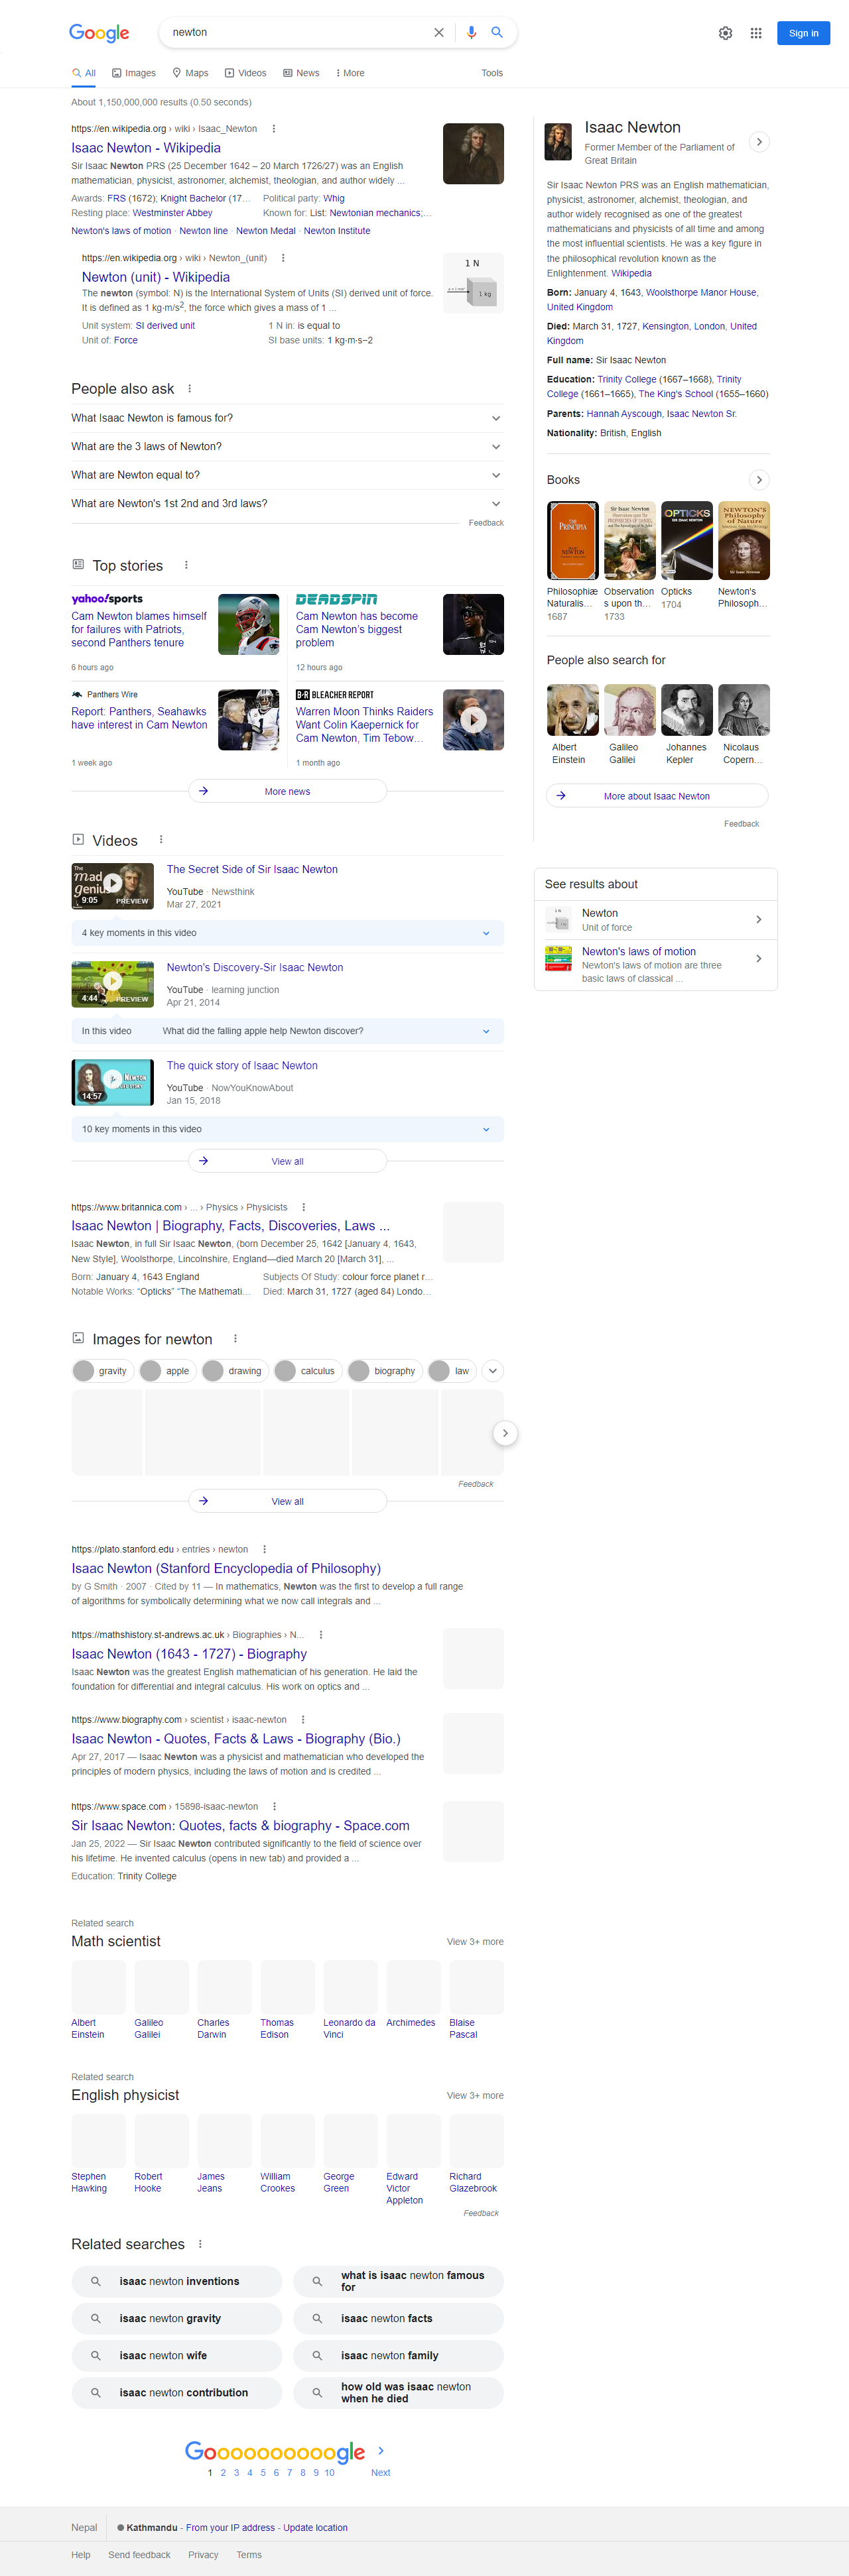 Google
newton
Sign in
All
Images
Maps
Videos
News
More
Tools
About 1,150,000,000 results (0.50 seconds)
https://en.wikipedia.org › wiki › Isaac_Newton
Isaac Newton - Wikipedia
Sir Isaac Newton PRS (25 December 1642 – 20 March 1726/27) was an English
mathematician, physicist, astronomer, alchemist, theologian, and author widely ...
Awards: FRS (1672); Knight Bachelor (17...
Political party: Whig
Resting place: Westminster Abbey
Known for: List: Newtonian mechanics;...
Newton's laws of motion · Newton line · Newton Medal · Newton Institute
https://en.wikipedia.org › wiki › Newton_(unit)
Newton (unit) - Wikipedia
The newton (symbol: N) is the International System of Units (SI) derived unit of force.
It is defined as 1 kg⋅m/s2, the force which gives a mass of 1 ...
Unit system: SI derived unit
1 N in: is equal to
Unit of: Force
SI base units: 1 kg⋅m⋅s−2
1 N
1 kg
People also ask
What Isaac Newton is famous for?
What are the 3 laws of Newton?
What are Newton equal to?
What are Newton's 1st 2nd and 3rd laws?
Feedback
Top stories
yahoo!sports
Cam Newton blames himself
for failures with Patriots,
second Panthers tenure
6 hours ago
DEADSPIN
Cam Newton has become
Cam Newton's biggest
problem
12 hours ago
Panthers Wire
Report: Panthers, Seahawks
have interest in Cam Newton
1 week ago
B-R BLEACHER REPORT
Warren Moon Thinks Raiders
Want Colin Kaepernick for
Cam Newton, Tim Tebow...
1 month ago
More news
Videos
The
mad
genius
9:05
PREVIEW
The Secret Side of Sir Isaac Newton
YouTube · Newsthink
Mar 27, 2021
4 key moments in this video
4:44
PREVIEW
Newton's Discovery-Sir Isaac Newton
YouTube · learning junction
Apr 21, 2014
In this video
What did the falling apple help Newton discover?
14:57
The quick story of Isaac Newton
YouTube · NowYouKnowAbout
Jan 15, 2018
10 key moments in this video
View all
https://www.britannica.com › ... › Physics › Physicists
Isaac Newton | Biography, Facts, Discoveries, Laws ...
Isaac Newton, in full Sir Isaac Newton, (born December 25, 1642 [January 4, 1643,
New Style], Woolsthorpe, Lincolnshire, England—died March 20 [March 31], ...
Born: January 4, 1643 England
Subjects Of Study: colour force planet r...
Notable Works: “Opticks” “The Mathemati...
Died: March 31, 1727 (aged 84) Londo...
Images for newton
gravity
apple
drawing
calculus
biography
law
Feedback
View all
https://plato.stanford.edu › entries › newton
Isaac Newton (Stanford Encyclopedia of Philosophy)
by G Smith · 2007 · Cited by 11 — In mathematics, Newton was the first to develop a full range
of algorithms for symbolically determining what we now call integrals and ...
https://mathshistory.st-andrews.ac.uk › Biographies › N...
Isaac Newton (1643 - 1727) - Biography
Isaac Newton was the greatest English mathematician of his generation. He laid the
foundation for differential and integral calculus. His work on optics and ...
https://www.biography.com › scientist › isaac-newton
Isaac Newton - Quotes, Facts & Laws - Biography (Bio.)
Apr 27, 2017 — Isaac Newton was a physicist and mathematician who developed the
principles of modern physics, including the laws of motion and is credited ...
https://www.space.com › 15898-isaac-newton
Sir Isaac Newton: Quotes, facts & biography - Space.com
Jan 25, 2022 — Sir Isaac Newton contributed significantly to the field of science over
his lifetime. He invented calculus (opens in new tab) and provided a ...
Education: Trinity College
Related search
Math scientist
View 3+ more
Albert
Einstein
Galileo
Galilei
Charles
Darwin
Thomas
Edison
Leonardo da
Vinci
Archimedes
Blaise
Pascal
Related search
English physicist
View 3+ more
Stephen
Hawking
Robert
Hooke
James
Jeans
William
Crookes
George
Green
Edward
Victor
Appleton
Richard
Glazebrook
Feedback
Related searches
isaac newton inventions
what is isaac newton famous
for
isaac newton gravity
isaac newton facts
isaac newton wife
isaac newton family
isaac newton contribution
how old was isaac newton
when he died
Goooooooooogle
1 2 3 4 5 6 7 8 9 10
Next
Isaac Newton
Former Member of the Parliament of
Great Britain
Sir Isaac Newton PRS was an English mathematician,
physicist, astronomer, alchemist, theologian, and
author widely recognised as one of the greatest
mathematicians and physicists of all time and among
the most influential scientists. He was a key figure in
the philosophical revolution known as the
Enlightenment. Wikipedia
Born: January 4, 1643, Woolsthorpe Manor House,
United Kingdom
Died: March 31, 1727, Kensington, London, United
Kingdom
Full name: Sir Isaac Newton
Education: Trinity College (1667–1668), Trinity
College (1661–1665), The King's School (1655–1660)
Parents: Hannah Ayscough, Isaac Newton Sr.
Nationality: British, English
Books
THE
PRINCIPIA
ISAAC
NEWTON
Sir Isaac Newton
OPTICKS
SIR ISAAC NEWTON
NEWTON'S
Philosophy
of Nature
Philosophiæ
Naturalis...
1687
Observation
s upon th...
1733
Opticks
1704
Newton's
Philosoph...
People also search for
Albert
Einstein
Galileo
Galilei
Johannes
Kepler
Nicolaus
Copern...
More about Isaac Newton
Feedback
See results about
Newton
Unit of force
Newton's laws of motion
Newton's laws of motion are three
basic laws of classical ...
Nepal
Kathmandu - From your IP address - Update location
Help
Send feedback
Privacy
Terms